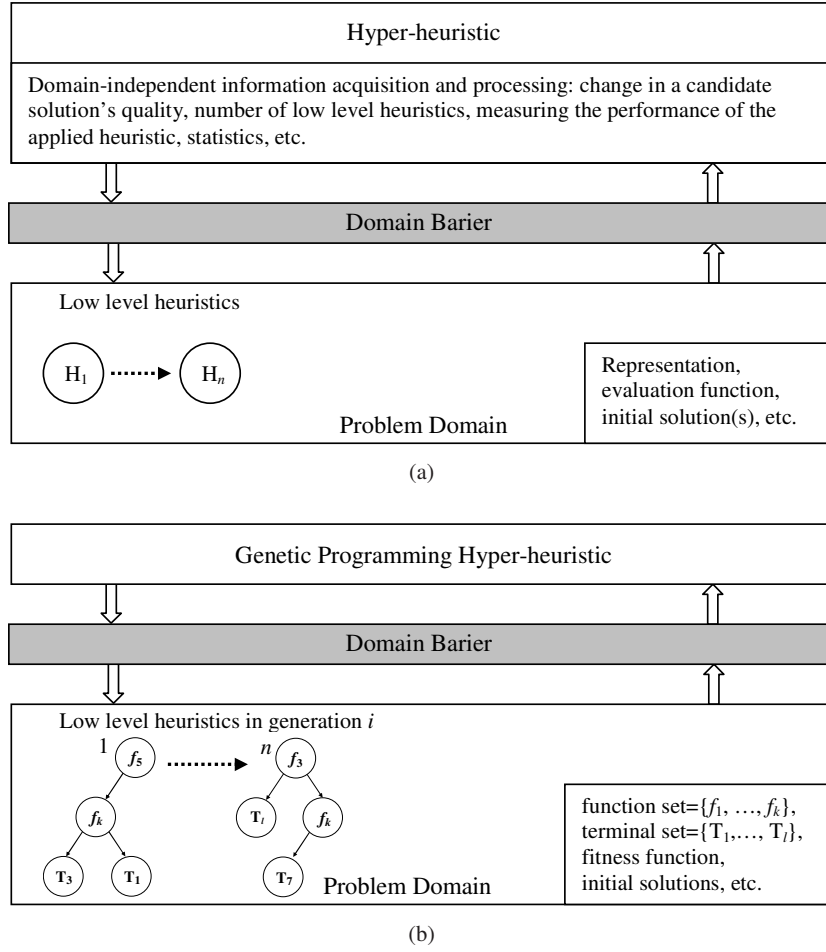 Hyper-heuristic
Domain-independent information acquisition and processing: change in a candidate
solution's quality, number of low level heuristics, measuring the performance of the
applied heuristic, statistics, etc.
Domain Barier
Low level heuristics
H1
Hn
Representation,
evaluation function,
initial solution(s), etc.
Problem Domain
(a)
Genetic Programming Hyper-heuristic
Domain Barier
Low level heuristics in generation i
1
f5
n
f3
fk
Tl
fk
T3
T1
T7
function set={f1, ..., fk},
terminal set={T1,..., Tl},
fitness function,
initial solutions, etc.
Problem Domain
(b)